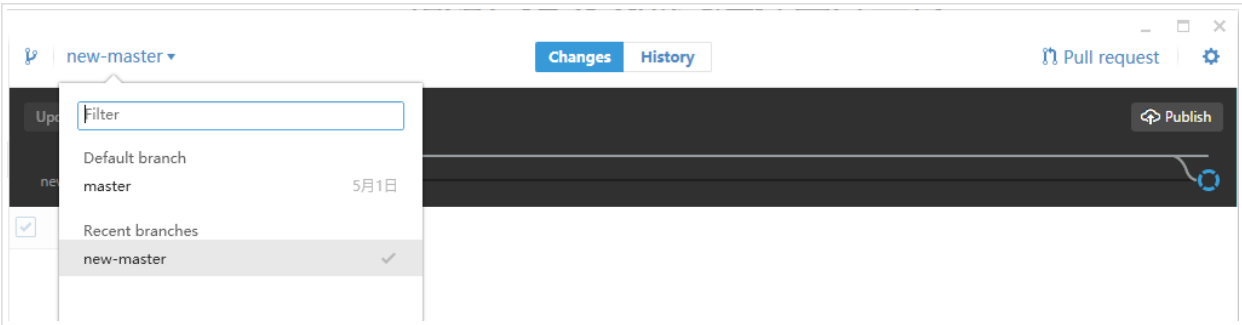 new-master
Changes
History
Pull request
Filter
Publish
Default branch
master
5月1日
Recent branches
new-master